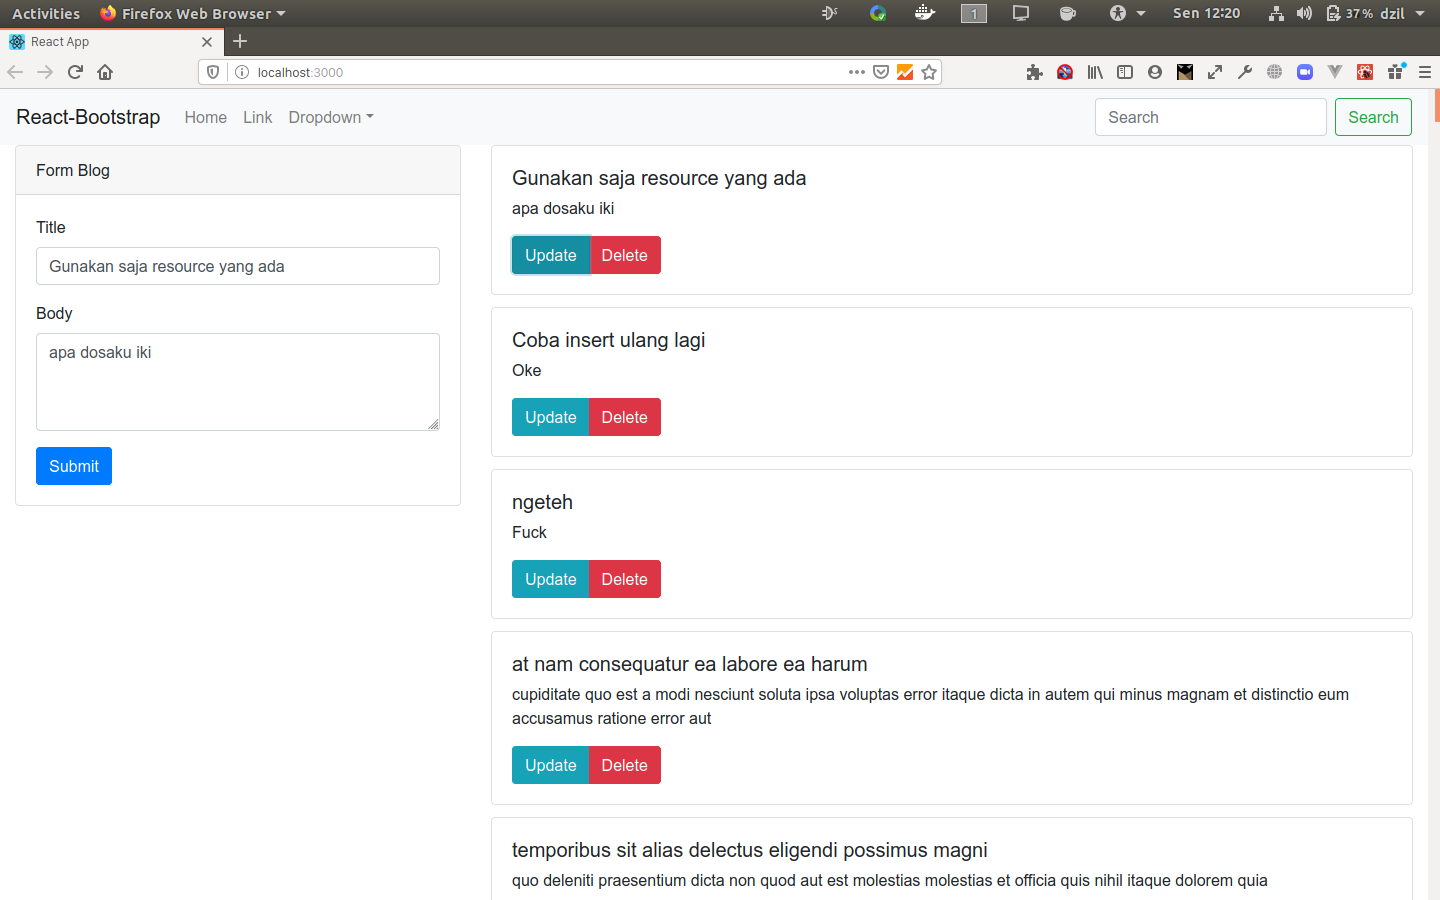 Activities
Firefox Web Browser
1
Sen 12:20
37 %
dzil
React App
localhost:3000
React-Bootstrap
Home
Link
Dropdown
Search
Search
Form Blog
Title
Gunakan saja resource yang ada
Body
apa dosaku iki
Submit
Gunakan saja resource yang ada
apa dosaku iki
Update
Delete
Coba insert ulang lagi
Oke
Update
Delete
ngeteh
Fuck
Update
Delete
at nam consequatur ea labore ea harum
cupiditate quo est a modi nesciunt soluta ipsa voluptas error itaque dicta in autem qui minus magnam et distinctio eum
accusamus ratione error aut
Update
Delete
temporibus sit alias delectus eligendi possimus magni
quo deleniti praesentium dicta non quod aut est molestias molestias et officia quis nihil itaque dolorem quia